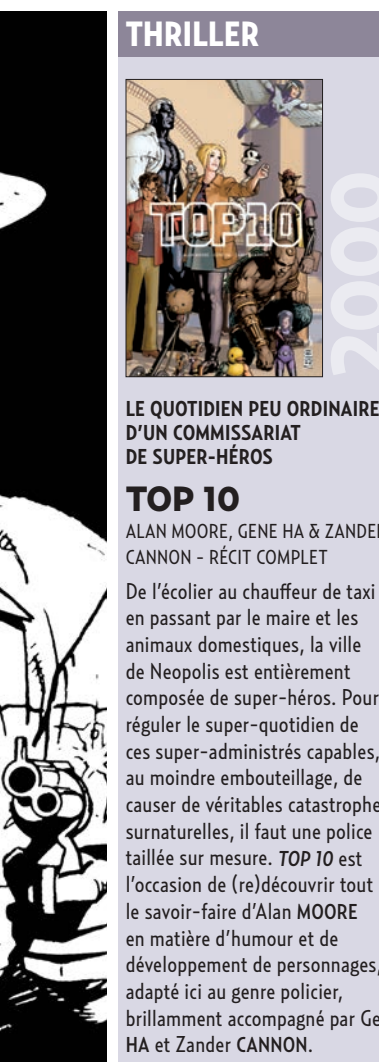 THRILLER
TOP10
2000
LE QUOTIDIEN PEU ORDINAIRE
D'UN COMMISSARIAT
DE SUPER-HÉROS
TOP 10
ALAN MOORE, GENE HA & ZANDER
CANNON - RÉCIT COMPLET
De l'écolier au chauffeur de taxi
en passant par le maire et les
animaux domestiques, la ville
de Neopolis est entièrement
composée de super-héros. Pour
réguler le super-quotidien de
ces super-administrés capables,
au moindre embouteillage, de
causer de véritables catastrophe
surnaturelles, il faut une police
taillée sur mesure. TOP 10 est
l'occasion de (re)découvrir tout
le savoir-faire d'Alan MOORE
en matière d'humour et de
développement de personnages,
adapté ici au genre policier,
brillamment accompagné par Ge
HA et Zander CANNON.